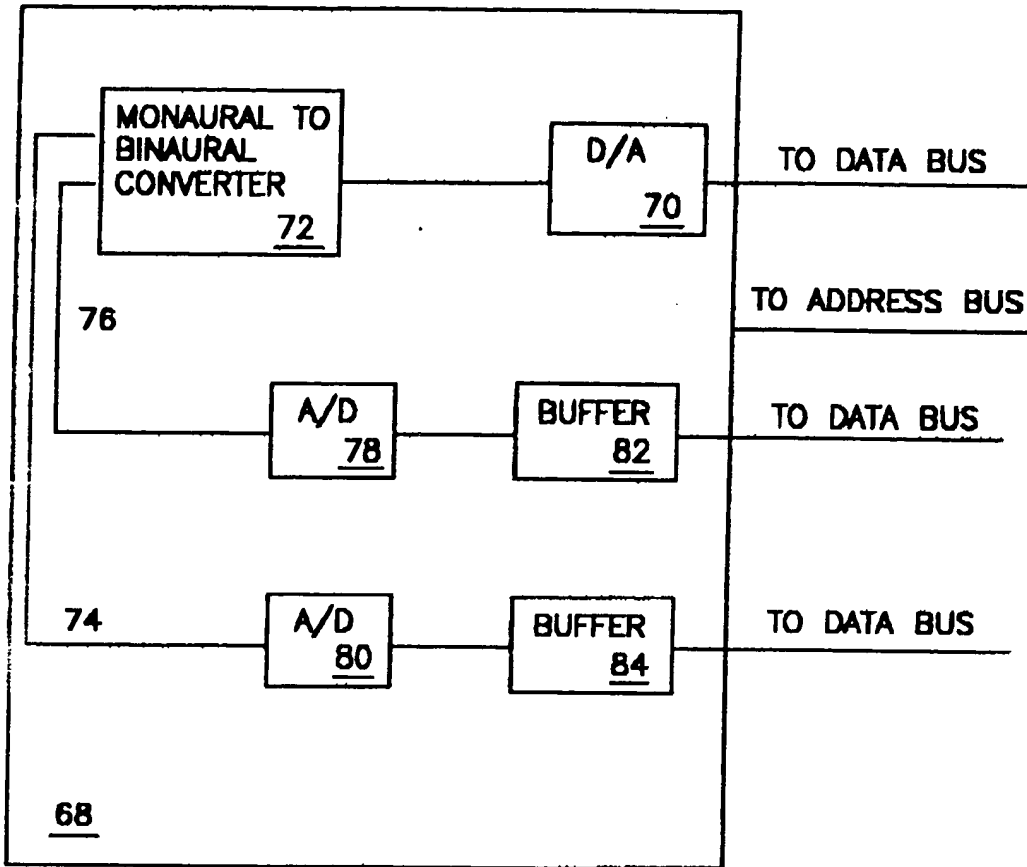 MONAURAL TO
BINAURAL
CONVERTER
72
D/A
70
TO DATA BUS
TO ADDRESS BUS
76
A/D
78
BUFFER
82
TO DATA BUS
74
A/D
80
BUFFER
84
TO DATA BUS
68